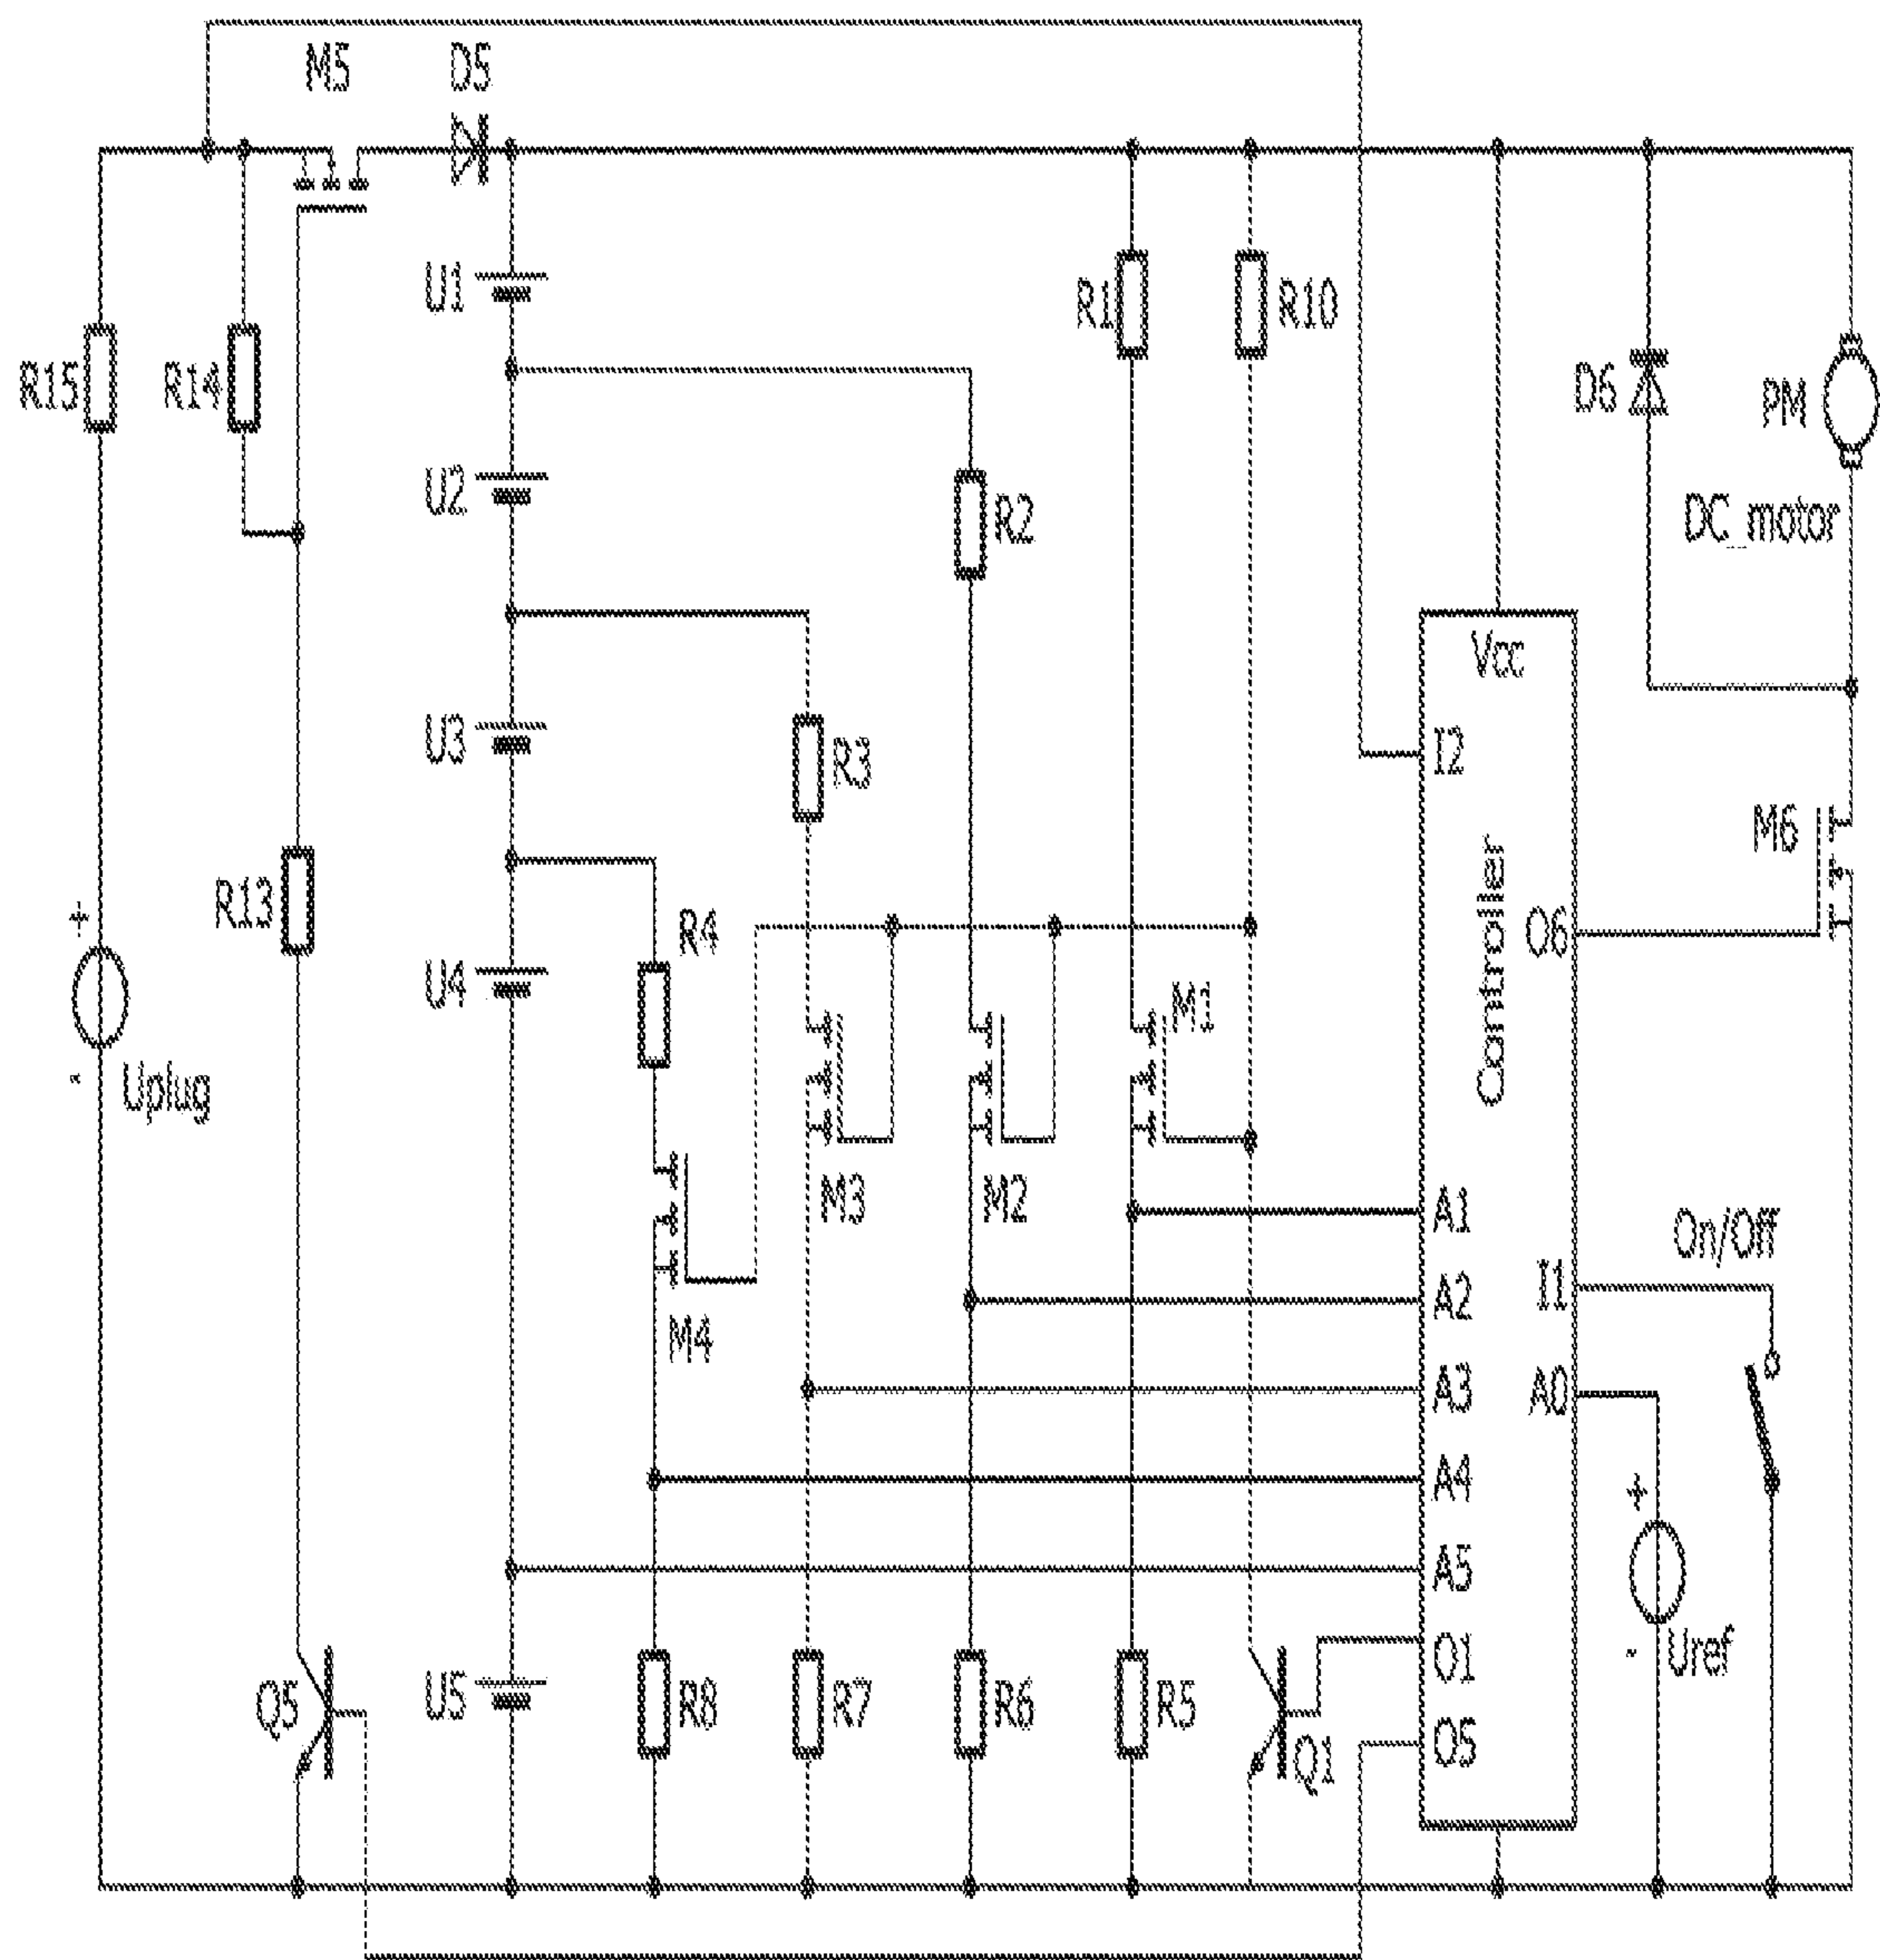 M5
D5
U1
R1
R10
R15
R14
D6
PM
U2
R2
DC_motor
Vcc
U3
R3
I2
M6
R13
R4
O6
U4
+
Controller
M1
-
Uplug
M3
M2
A1
On/Off
A2
I1
M4
A3
A0
A4
+
A5
O1
-
Uref
Q5
U5
R8
R7
R6
R5
Q1
O5